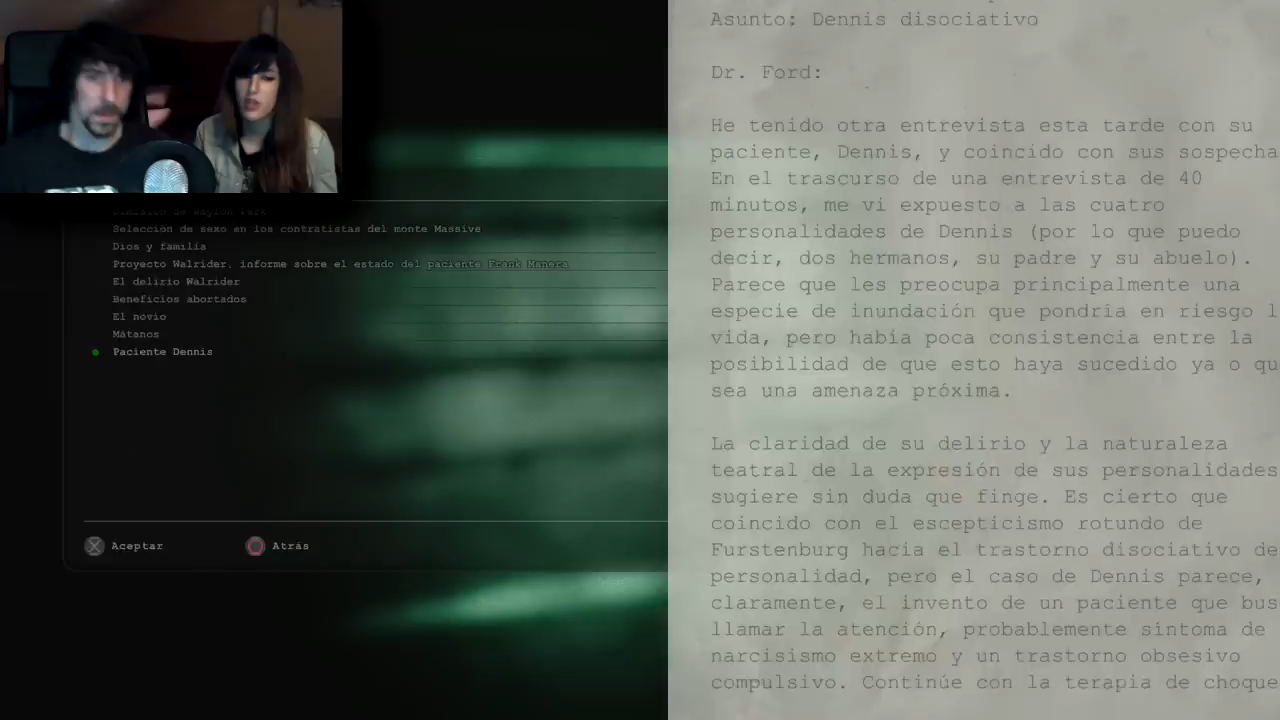 Asunto: Dennis disociativo
Dr. Ford:
He tenido otra entrevista esta tarde con su
paciente, Dennis, y coincido con sus sospecha
En el trascurso de una entrevista de 40
minutos, me vi expuesto a las cuatro
personalidades de Dennis (por lo que puedo
decir, dos hermanos, su padre y su abuelo).
Parece que les preocupa principalmente una
especie de inundación que pondría en riesgo l
vida, pero había poca consistencia entre la
posibilidad de que esto haya sucedido ya o qu
sea una amenaza próxima.
La claridad de su delirio y la naturaleza
teatral de la expresión de sus personalidades
sugiere sin duda que finge. Es cierto que
coincido con el escepticismo rotundo de
Furstenburg hacia el trastorno disociativo de
personalidad, pero el caso de Dennis parece,
claramente, el invento de un paciente que bus
llamar la atención, probablemente síntoma de
narcisismo extremo y un trastorno obsesivo
compulsivo. Continúe con la terapia de choque
Dimisión de Waylon Park
Selección de sexo en los contratistas del monte Massive
Dios y familia
Proyecto Walrider, informe sobre el estado del paciente Frank Manera
El delirio Walrider
Beneficios abortados
El novio
Mátanos
Paciente Dennis
Aceptar
Atrás